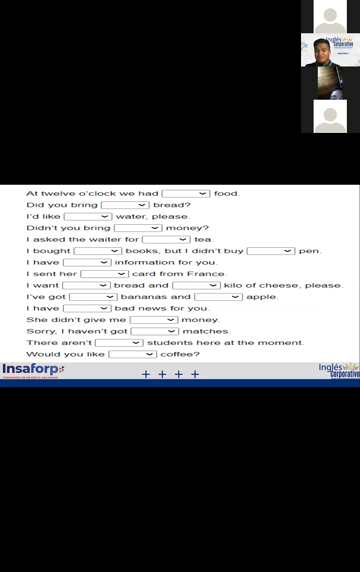 Inglés
Corporativo
At twelve o'clock we had food.
Did you bring bread?
I'd like water, please.
Didn't you bring money?
I asked the waiter for tea.
I bought books, but I didn't buy pen.
I have information for you.
I sent her card from France.
I want bread and kilo of cheese, please.
I've got bananas and apple.
I have bad news for you.
She didn't give me money.
Sorry, I haven't got matches.
There aren't students here at the moment.
Would you like coffee?
Insaforp
+ + + +
Inglés
Corporativo